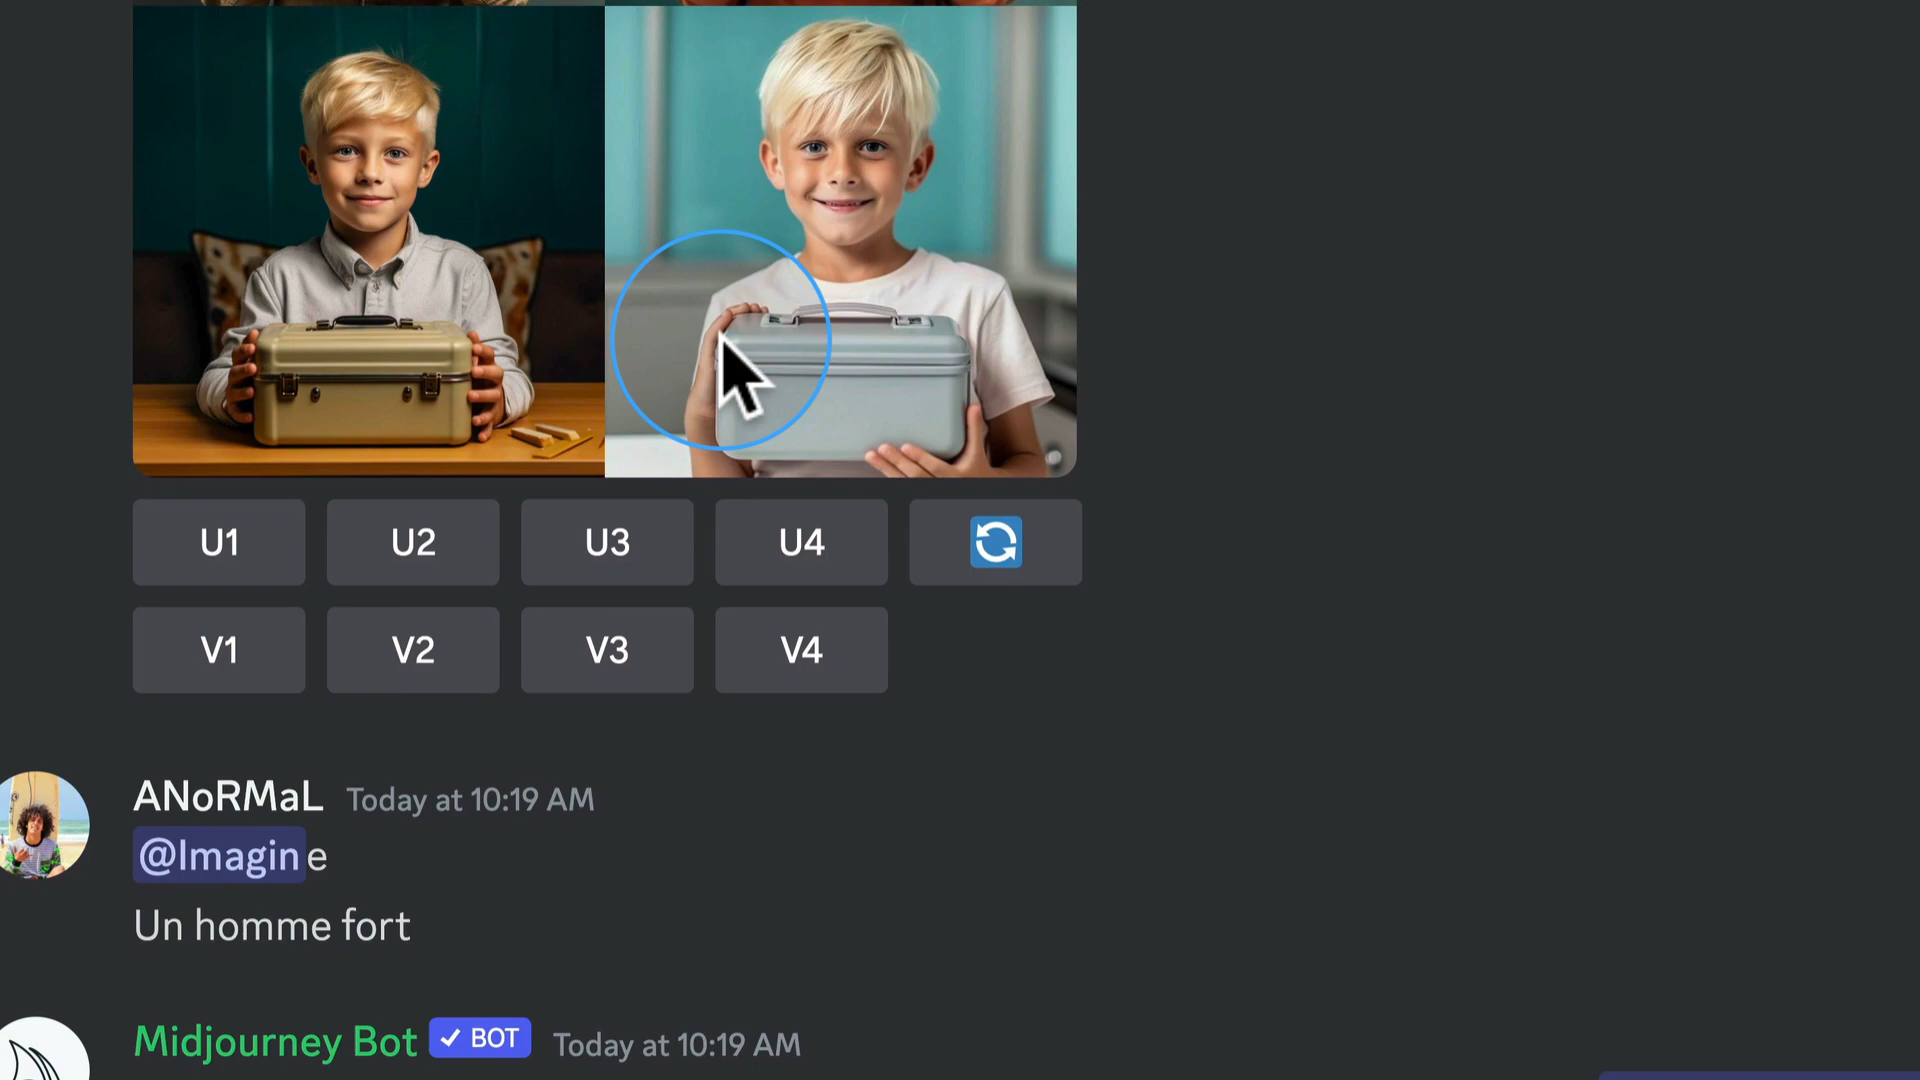 U1 U2 U3 U4
V1 V2 V3 V4
ANoRMaL Today at 10:19 AM
@Imagine
Un homme fort
Midjourney Bot ✓ BOT Today at 10:19 AM